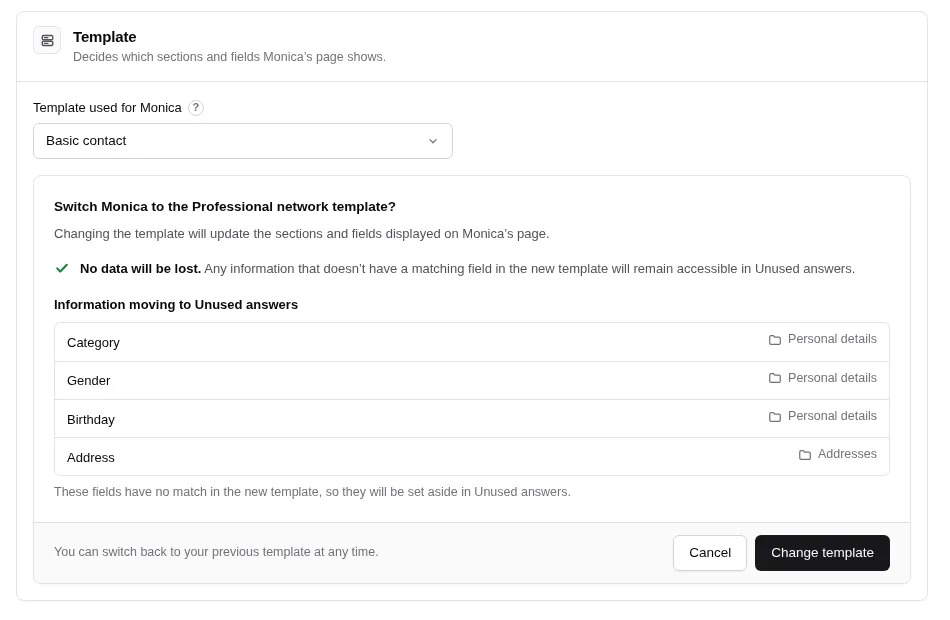 Template
Decides which sections and fields Monica’s page shows.
Template used for Monica ?
Basic contact
Switch Monica to the Professional network template?
Changing the template will update the sections and fields displayed on Monica’s page.
No data will be lost. Any information that doesn’t have a matching field in the new template will remain accessible in Unused answers.
Information moving to Unused answers
Category Personal details
Gender Personal details
Birthday Personal details
Address Addresses
These fields have no match in the new template, so they will be set aside in Unused answers.
You can switch back to your previous template at any time.
Cancel Change template